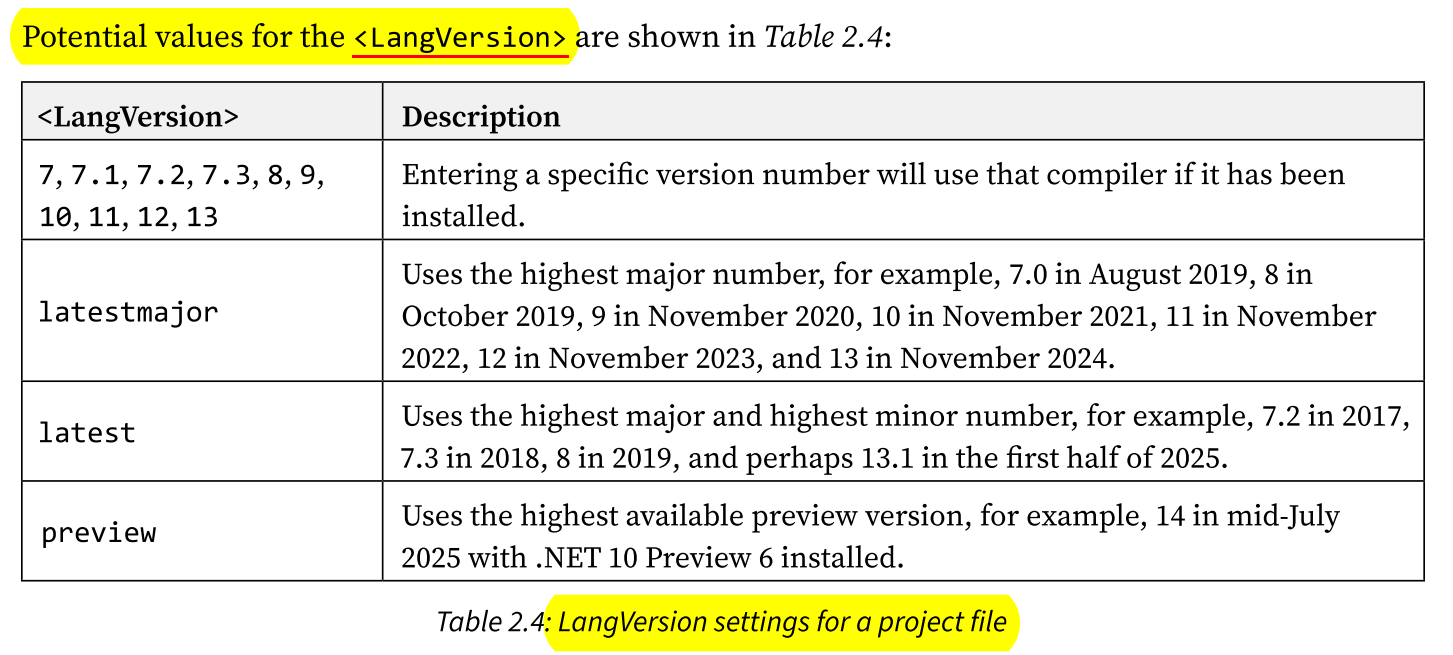 Potential values for the <LangVersion> are shown in Table 2.4:
<LangVersion> Description
7, 7.1, 7.2, 7.3, 8, 9,
10, 11, 12, 13
Entering a specific version number will use that compiler if it has been
installed.
latestmajor
Uses the highest major number, for example, 7.0 in August 2019, 8 in
October 2019, 9 in November 2020, 10 in November 2021, 11 in November
2022, 12 in November 2023, and 13 in November 2024.
latest
Uses the highest major and highest minor number, for example, 7.2 in 2017,
7.3 in 2018, 8 in 2019, and perhaps 13.1 in the first half of 2025.
preview
Uses the highest available preview version, for example, 14 in mid-July
2025 with .NET 10 Preview 6 installed.
Table 2.4: LangVersion settings for a project file